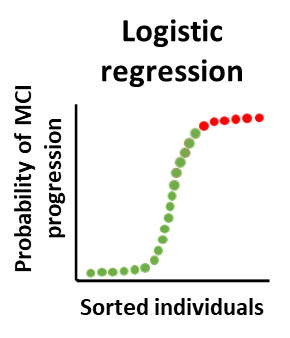 Logistic
regression
Probability of MCI
progression
Sorted individuals